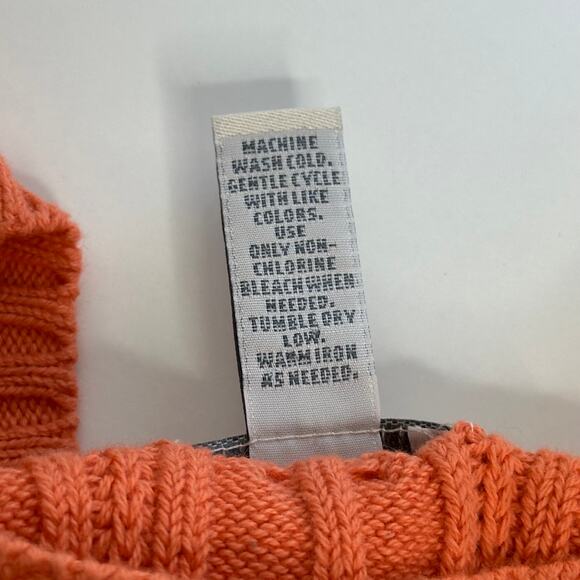 MACHINE
WASH COLD.
GENTLE CYCLE
WITH LIKE
COLORS.
USE
ONLY NON-
CHLORINE
BLEACH WHEN
NEEDED.
TUMBLE DRY
LOW.
WARM IRON
AS NEEDED.